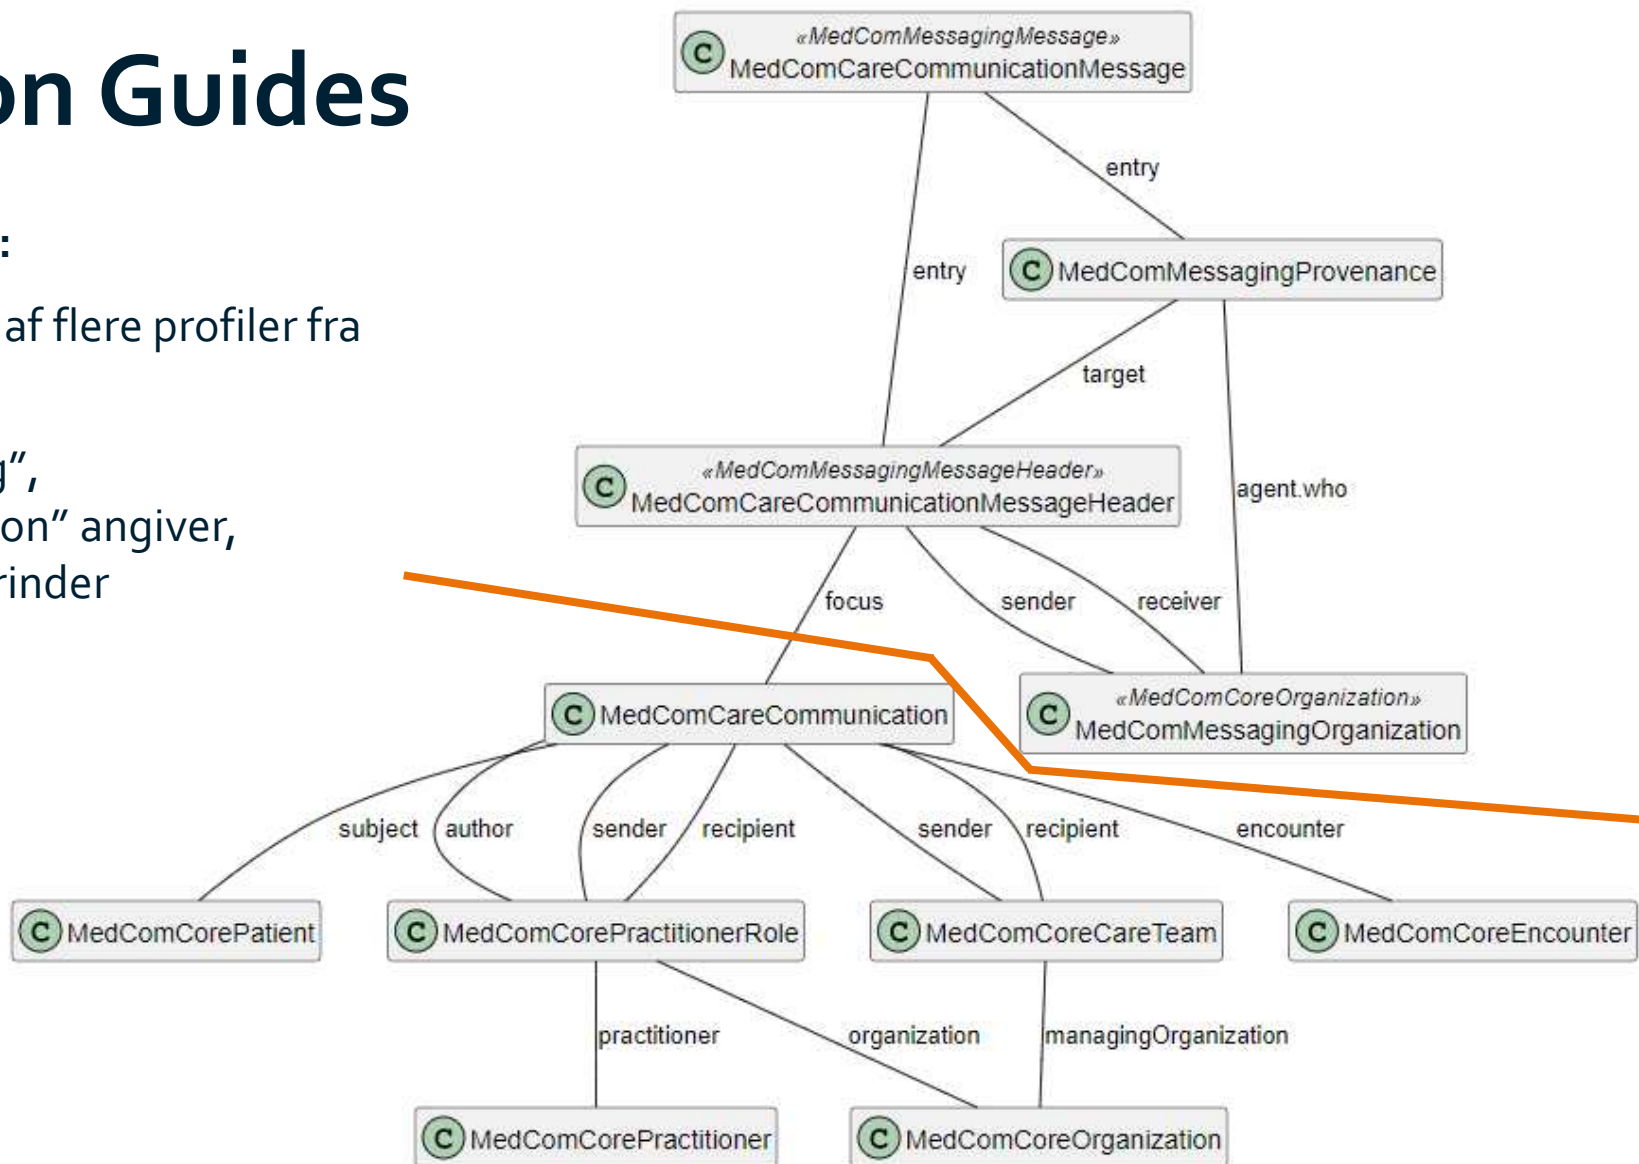 on Guides
:
af flere profiler fra
g”,
on” angiver,
rinder
«MedComMessagingMessage»
C MedComCareCommunicationMessage
entry
entry
C MedComMessagingProvenance
target
«MedComMessagingMessageHeader»
C MedComCareCommunicationMessageHeader
agent.who
focus
sender
receiver
C MedComCareCommunication
«MedComCoreOrganization»
C MedComMessagingOrganization
subject
author
sender
recipient
sender
recipient
encounter
C MedComCorePatient
C MedComCorePractitionerRole
C MedComCoreCareTeam
C MedComCoreEncounter
practitioner
organization
managingOrganization
C MedComCorePractitioner
C MedComCoreOrganization